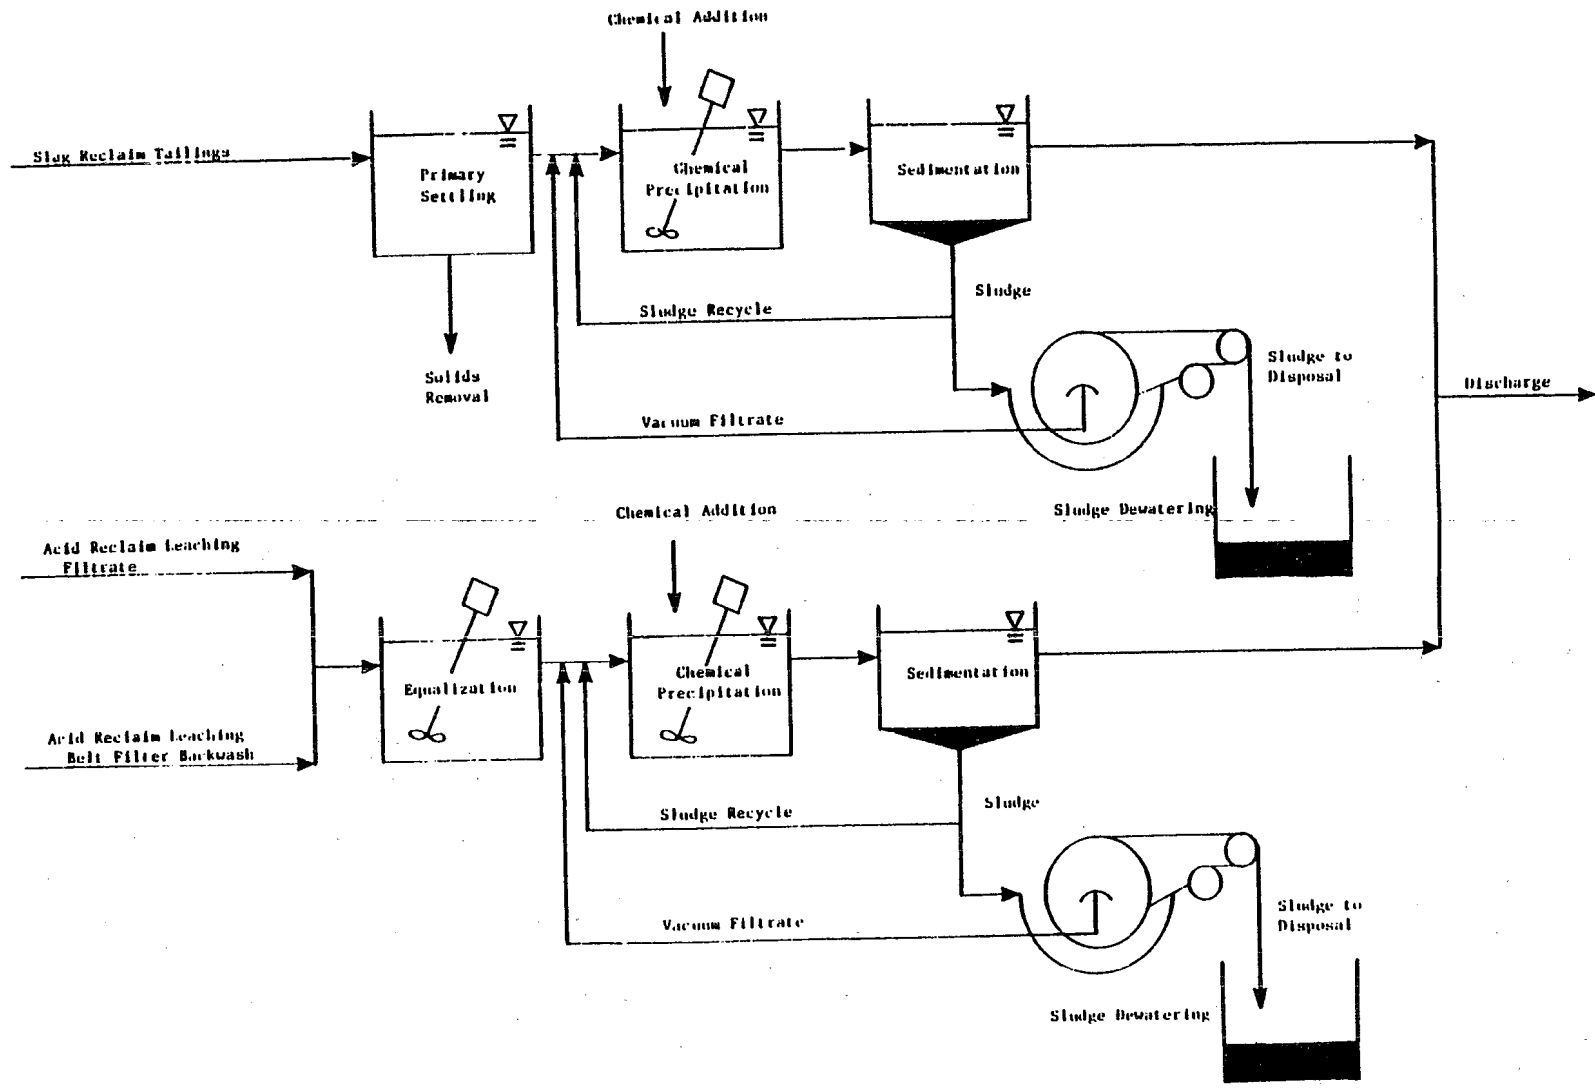 Chemical Addition
Slag Reclaim Tailings
Primary
Settling
Chemical
Precipitation
Sedimentation
Sludge
Sludge Recycle
Solids
Removal
Sludge to
Disposal
Discharge
Vacuum Filtrate
Sludge Dewatering
Chemical Addition
Acid Reclaim Leaching
Filtrate
Equalization
Chemical
Precipitation
Sedimentation
Acid Reclaim Leaching
Belt Filter Backwash
Sludge
Sludge Recycle
Vacuum Filtrate
Sludge to
Disposal
Sludge Dewatering